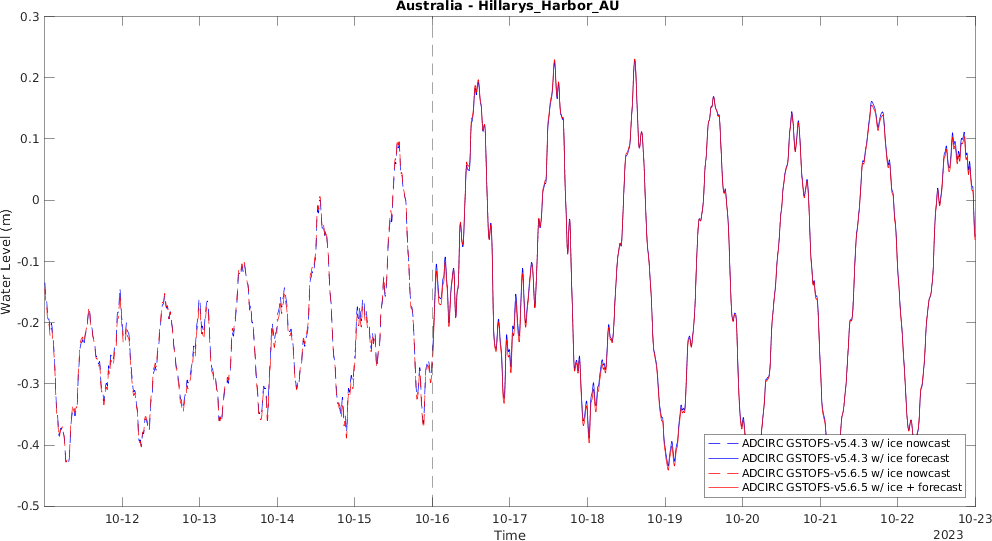 Australia - Hillarys_Harbor_AU
0.3
0.2
0.1
0
-0.1
-0.2
-0.3
-0.4
-0.5
Water Level (m)
10-12 10-13 10-14 10-15 10-16 10-17 10-18 10-19 10-20 10-21 10-22 10-23
Time
2023
ADCIRC GSTOFS-v5.4.3 w/ ice nowcast
ADCIRC GSTOFS-v5.4.3 w/ ice forecast
ADCIRC GSTOFS-v5.6.5 w/ ice nowcast
ADCIRC GSTOFS-v5.6.5 w/ ice + forecast